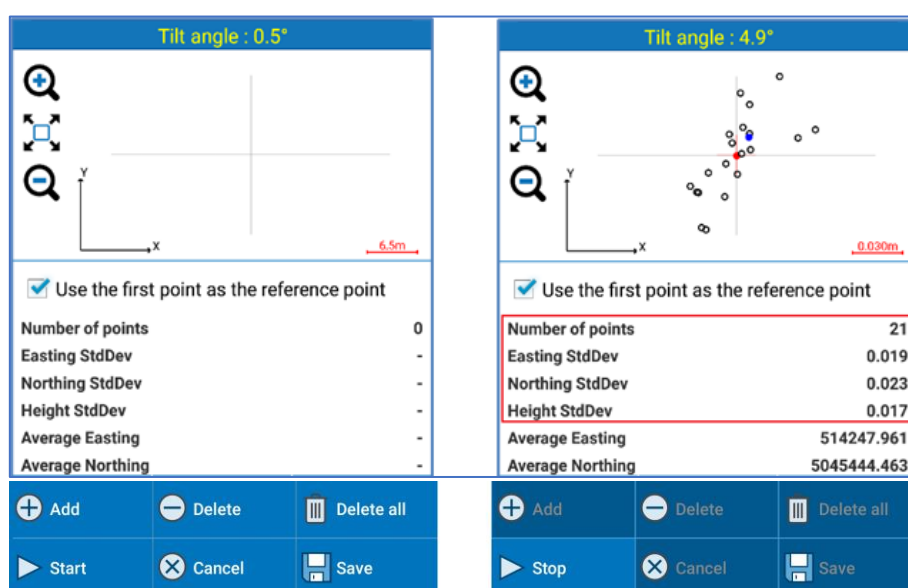 Tilt angle : 0.5°
Y
X
6.5m
Use the first point as the reference point
Number of points 0
Easting StdDev -
Northing StdDev -
Height StdDev -
Average Easting -
Average Northing -
Add Delete Delete all
Start Cancel Save
Tilt angle : 4.9°
Y
X
0.030m
Use the first point as the reference point
Number of points 21
Easting StdDev 0.019
Northing StdDev 0.023
Height StdDev 0.017
Average Easting 514247.961
Average Northing 5045444.463
Add Delete Delete all
Stop Cancel Save